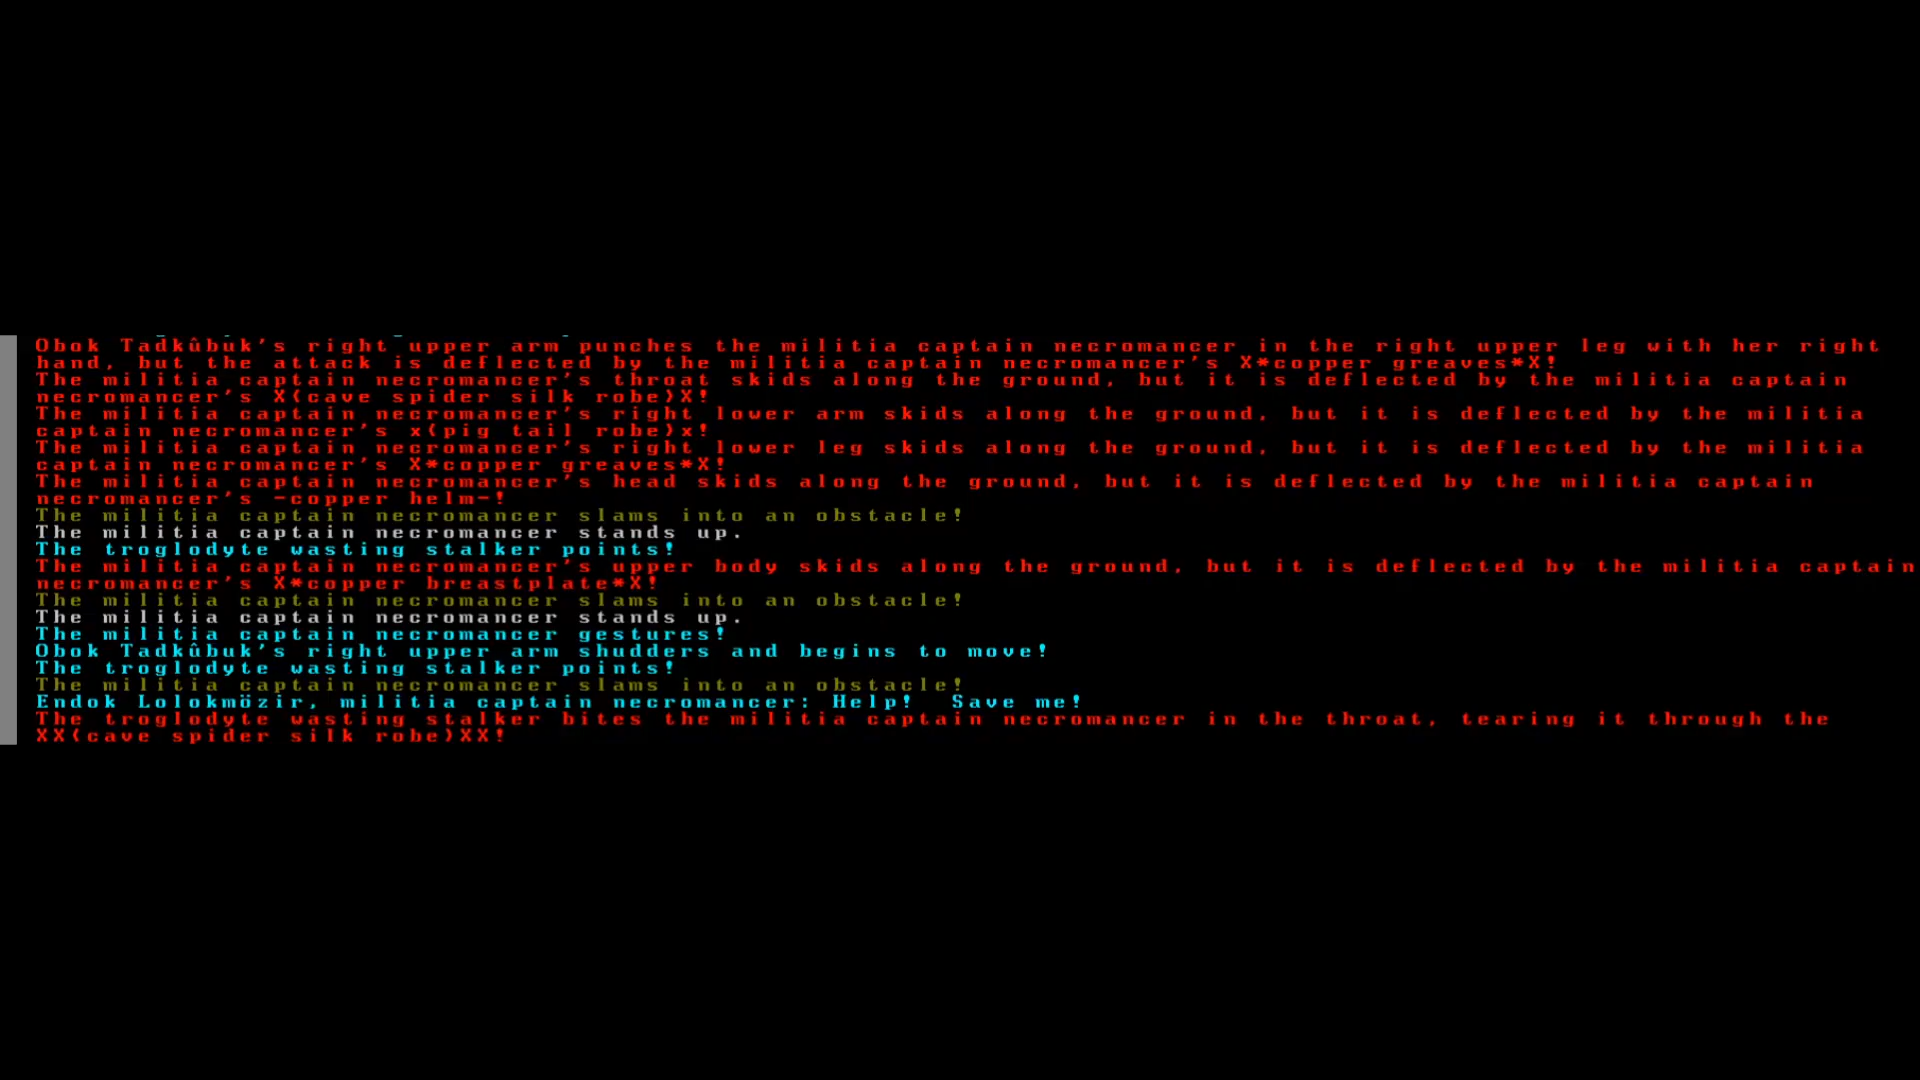 Obok Tadkûbuk's right upper arm punches the militia captain necromancer in the right upper leg with her right
hand, but the attack is deflected by the militia captain necromancer's X*copper greaves*X!
The militia captain necromancer's throat skids along the ground, but it is deflected by the militia captain
necromancer's X(cave spider silk robe)X!
The militia captain necromancer's right lower arm skids along the ground, but it is deflected by the militia
captain necromancer's x(pig tail robe)x!
The militia captain necromancer's right lower leg skids along the ground, but it is deflected by the militia
captain necromancer's X*copper greaves*X!
The militia captain necromancer's head skids along the ground, but it is deflected by the militia captain
necromancer's -copper helm-!
The militia captain necromancer slams into an obstacle!
The militia captain necromancer stands up.
The troglodyte wasting stalker points!
The militia captain necromancer's upper body skids along the ground, but it is deflected by the militia captain
necromancer's X*copper breastplate*X!
The militia captain necromancer slams into an obstacle!
The militia captain necromancer stands up.
The militia captain necromancer gestures!
Obok Tadkûbuk's right upper arm shudders and begins to move!
The troglodyte wasting stalker points!
The militia captain necromancer slams into an obstacle!
Endok Lolokmözir, militia captain necromancer: Help!  Save me!
The troglodyte wasting stalker bites the militia captain necromancer in the throat, tearing it through the
XX(cave spider silk robe)XX!